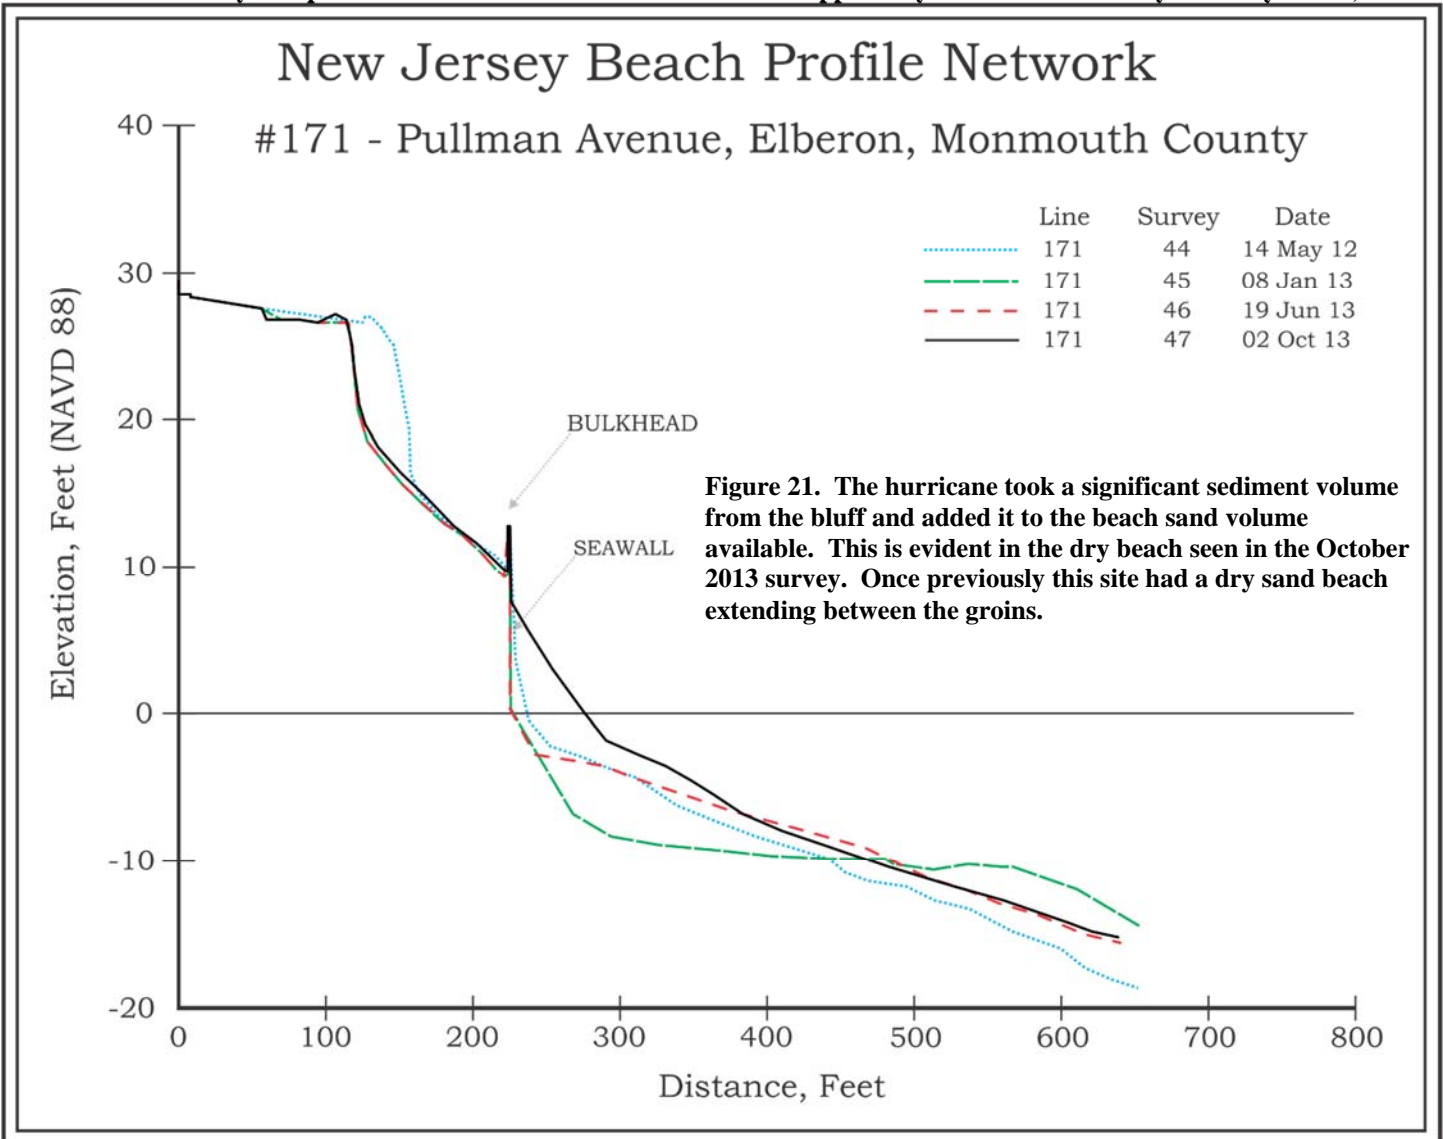 New Jersey Beach Profile Network
#171 - Pullman Avenue, Elberon, Monmouth County
Line Survey Date
171 44 14 May 12
171 45 08 Jan 13
171 46 19 Jun 13
171 47 02 Oct 13
Elevation, Feet (NAVD 88)
40
30
20
10
0
-10
-20
BULKHEAD
SEAWALL
Figure 21. The hurricane took a significant sediment volume
from the bluff and added it to the beach sand volume
available. This is evident in the dry beach seen in the October
2013 survey. Once previously this site had a dry sand beach
extending between the groins.
0 100 200 300 400 500 600 700 800
Distance, Feet